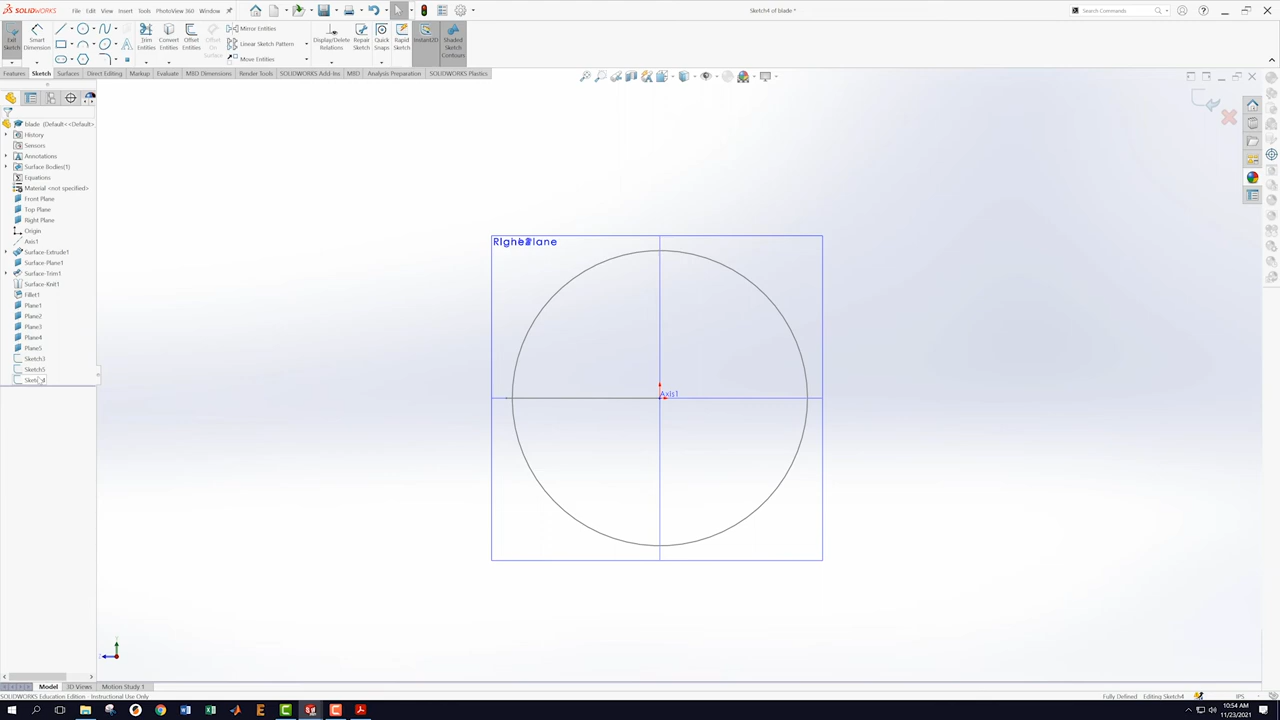 SOLIDWORKS File Edit View Insert Tools PhotoView 360 Window Sketch4 of blade * Search Commands
Exit Sketch Smart Dimension Trim Entities Convert Entities Offset Entities Offset On Surface Mirror Entities Linear Sketch Pattern Move Entities Display/Delete Relations Repair Sketch Quick Snaps Rapid Sketch Instant2D Shaded Sketch Contours
Features Sketch Surfaces Direct Editing Markup Evaluate MBD Dimensions Render Tools SOLIDWORKS Add-Ins MBD Analysis Preparation SOLIDWORKS Plastics
blade (Default<<Default>
History
Sensors
Annotations
Surface Bodies(1)
Equations
Material <not specified>
Front Plane
Top Plane
Right Plane
Origin
Axis1
Surface-Extrude1
Surface-Plane1
Surface-Trim1
Surface-Knit1
Fillet1
Plane1
Plane2
Plane3
Plane4
Plane5
Sketch3
Sketch5
Sketch4
Axis1
Model 3D Views Motion Study 1
SOLIDWORKS Education Edition - Instructional Use Only Fully Defined Editing Sketch4 IPS
10:54 AM
11/23/2021